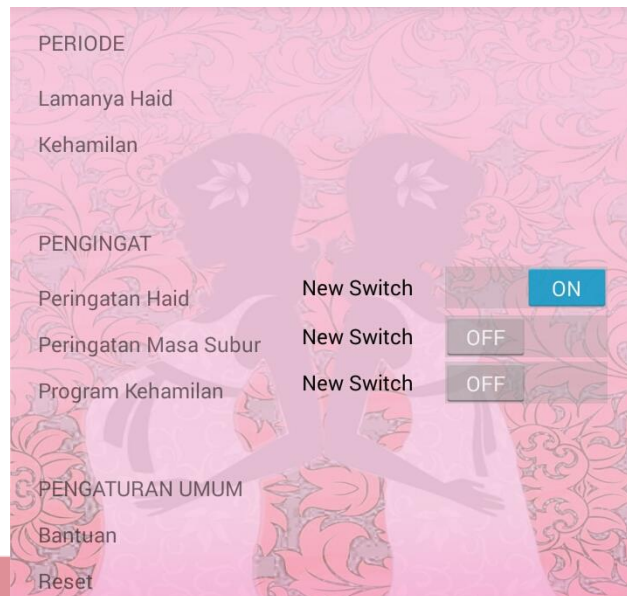 PERIODE
Lamanya Haid
Kehamilan
PENGINGAT
Peringatan Haid New Switch ON
Peringatan Masa Subur New Switch OFF
Program Kehamilan New Switch OFF
PENGATURAN UMUM
Bantuan
Reset